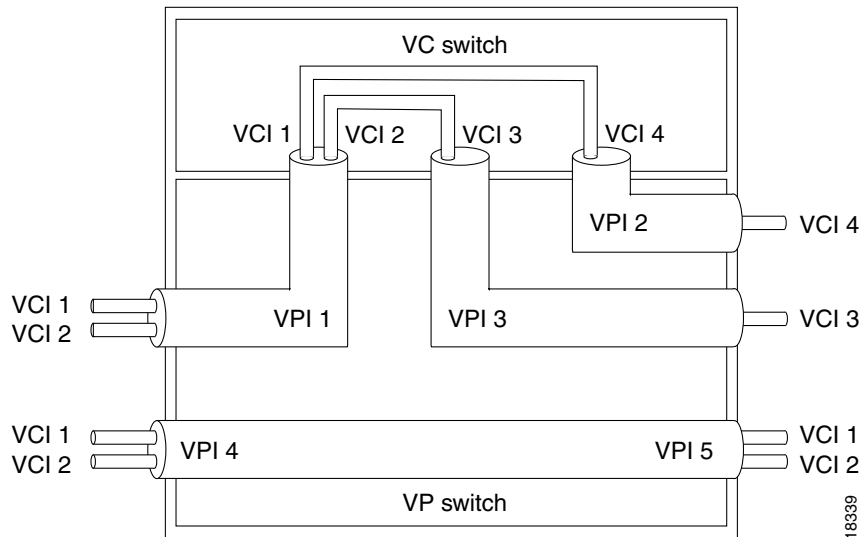 VC switch
VCI 1 VCI 2 VCI 3 VCI 4
VPI 2 VCI 4
VCI 1
VCI 2
VPI 1 VPI 3 VCI 3
VCI 1
VCI 2
VPI 4 VPI 5
VCI 1
VCI 2
VP switch
18339